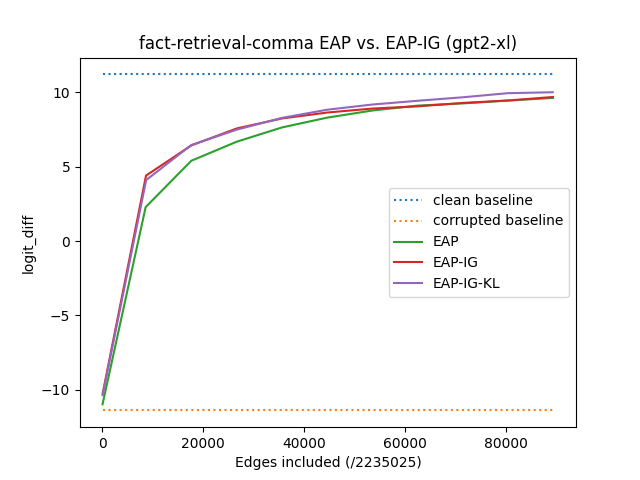 fact-retrieval-comma EAP vs. EAP-IG (gpt2-xl)
logit_diff
10
5
0
−5
−10
clean baseline
corrupted baseline
EAP
EAP-IG
EAP-IG-KL
0 20000 40000 60000 80000
Edges included (/2235025)